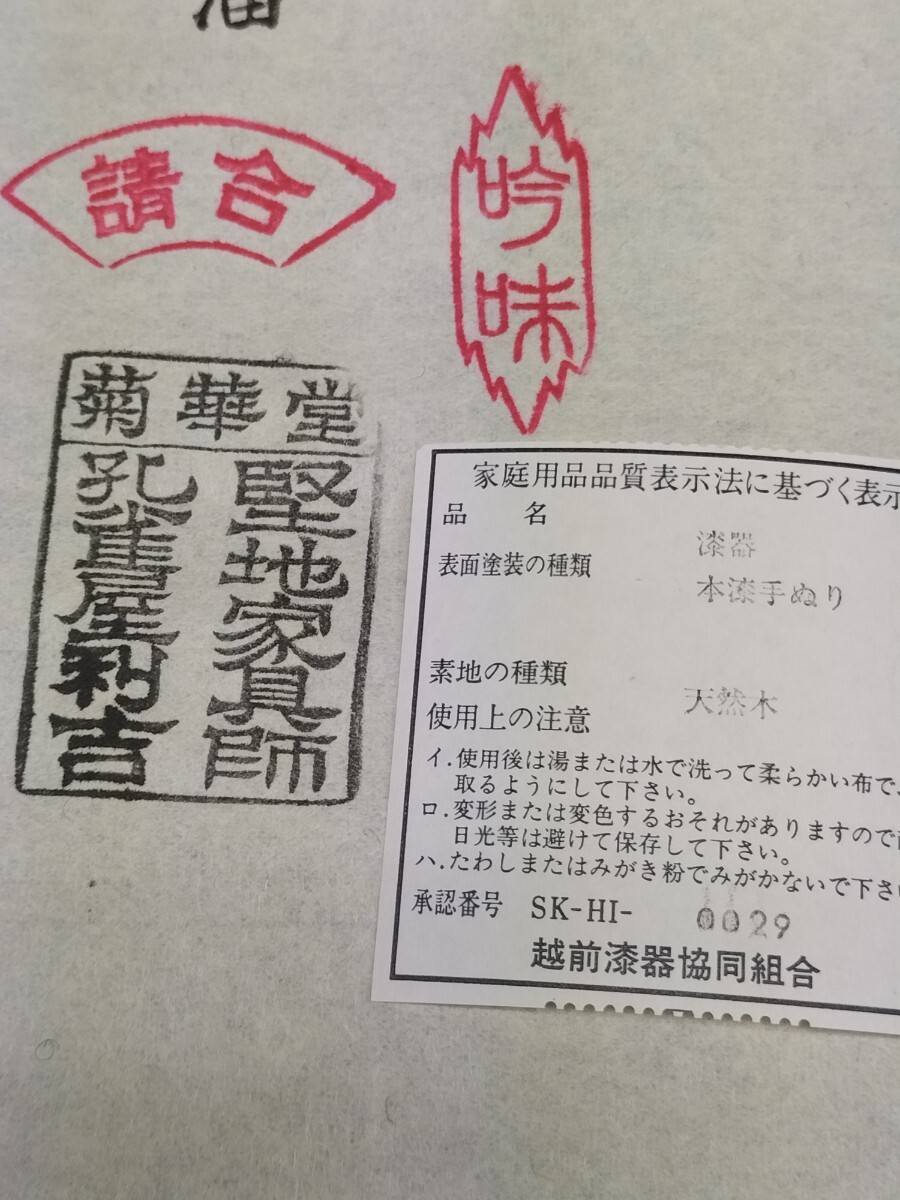 請合
吟味
菊華堂
堅地家具師
孔雀屋利吉
家庭用品品質表示法に基づく表示
品 名 漆器
表面塗装の種類 本漆手ぬり
素地の種類 天然木
使用上の注意
イ.使用後は湯または水で洗って柔らかい布で、
取るようにして下さい。
ロ.変形または変色するおそれがありますので
日光等は避けて保存して下さい。
ハ.たわしまたはみがき粉でみがかないで下さ
承認番号 SK-HI- 0029
越前漆器協同組合